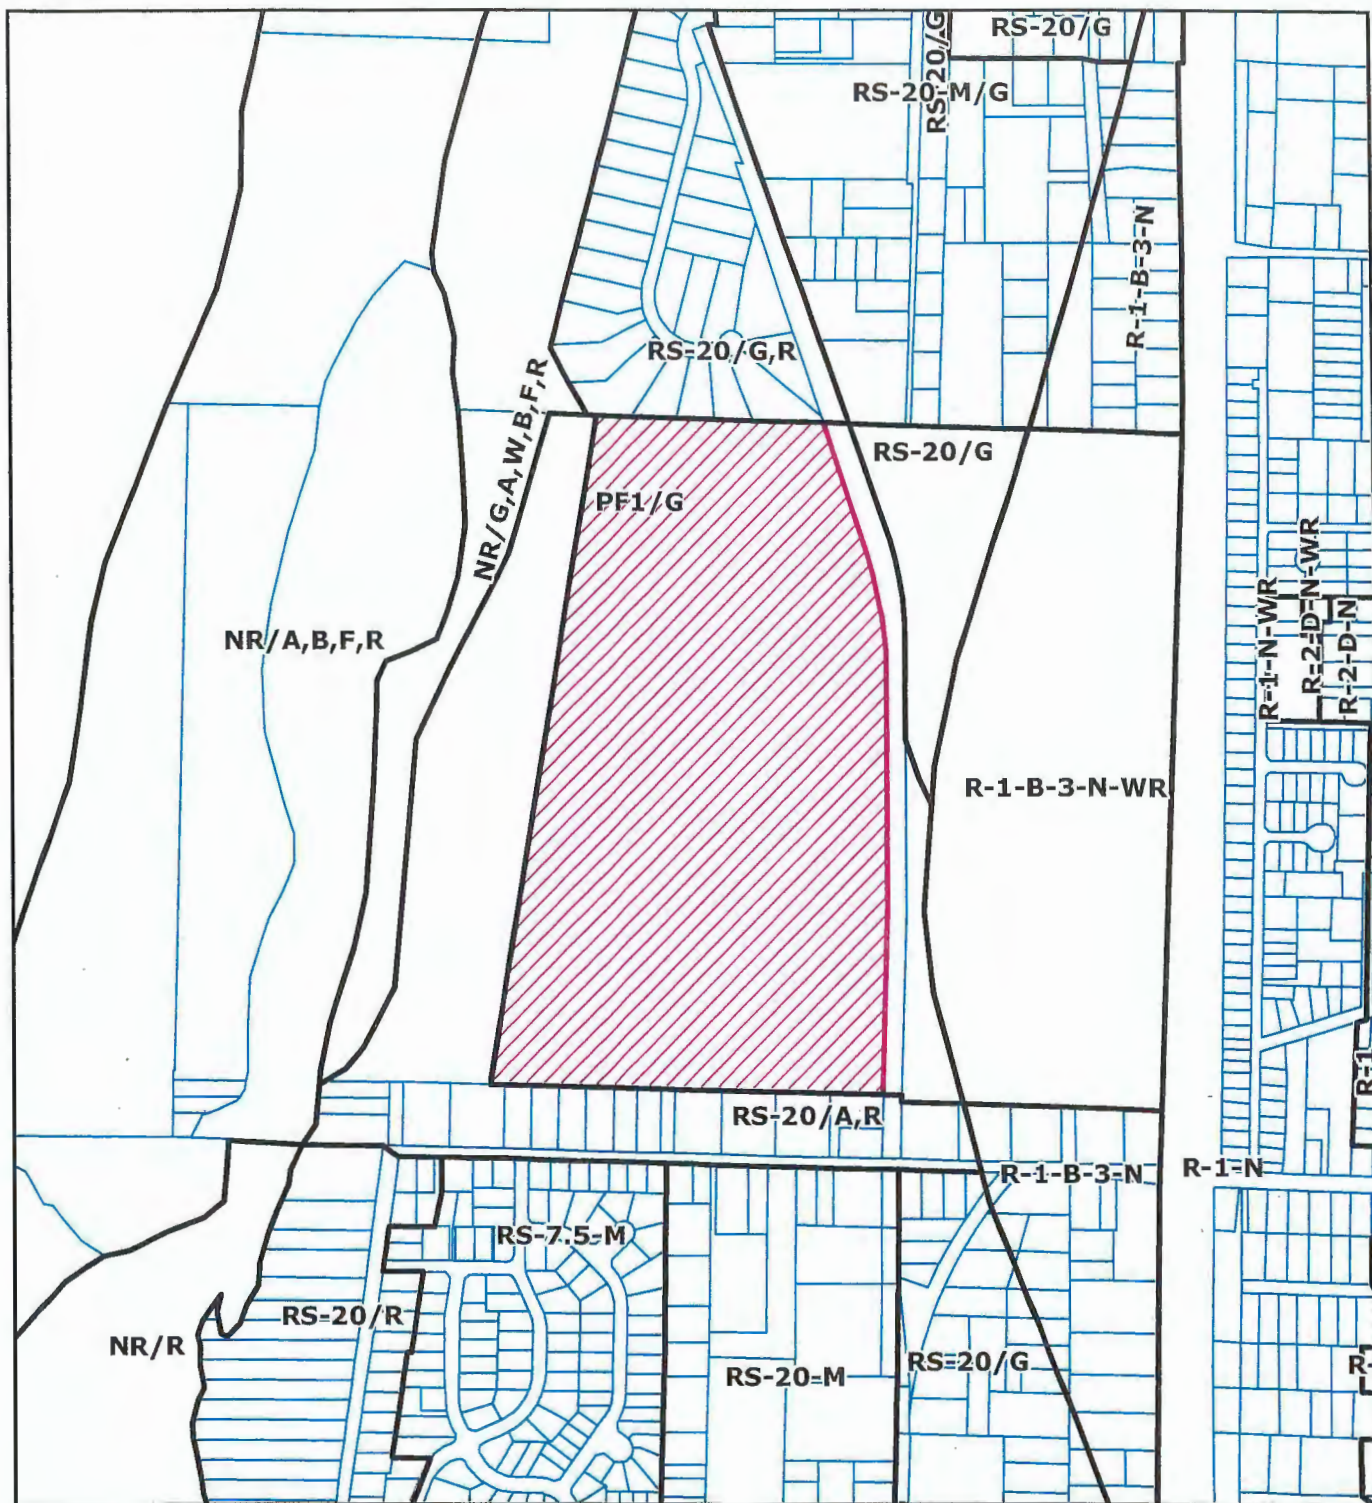 RS-20/G
RS-20/G
RS-20-M/G
R-1-B-3-N
RS-20/G,R
NR/G,A,W,B,F,R
RS-20/G
PF1/G
NR/A,B,F,R
R-1-N-WR
R-2-D-N-WR
R-2-D-N
R-1-B-3-N-WR
R-1
RS-20/A,R
R-1-B-3-N
R-1-N
RS-7.5-M
RS-20/R
NR/R
RS-20-M
RS-20/G
R-